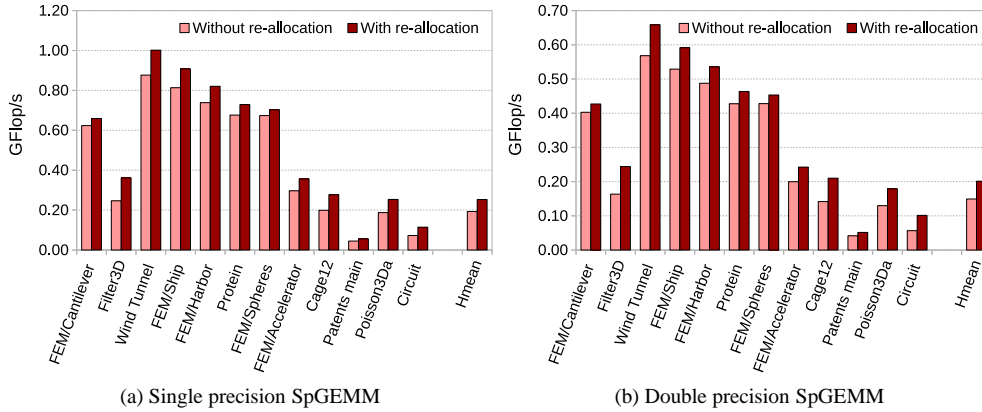 Without re-allocation
With re-allocation
GFlop/s
1.20
1.00
0.80
0.60
0.40
0.20
0.00
FEM/Cantilever
Filter3D
Wind Tunnel
FEM/Ship
FEM/Harbor
Protein
FEM/Spheres
FEM/Accelerator
Cage12
Patents main
Poisson3Da
Circuit
Hmean
(a) Single precision SpGEMM
Without re-allocation
With re-allocation
GFlop/s
0.70
0.60
0.50
0.40
0.30
0.20
0.10
0.00
FEM/Cantilever
Filter3D
Wind Tunnel
FEM/Ship
FEM/Harbor
Protein
FEM/Spheres
FEM/Accelerator
Cage12
Patents main
Poisson3Da
Circuit
Hmean
(b) Double precision SpGEMM